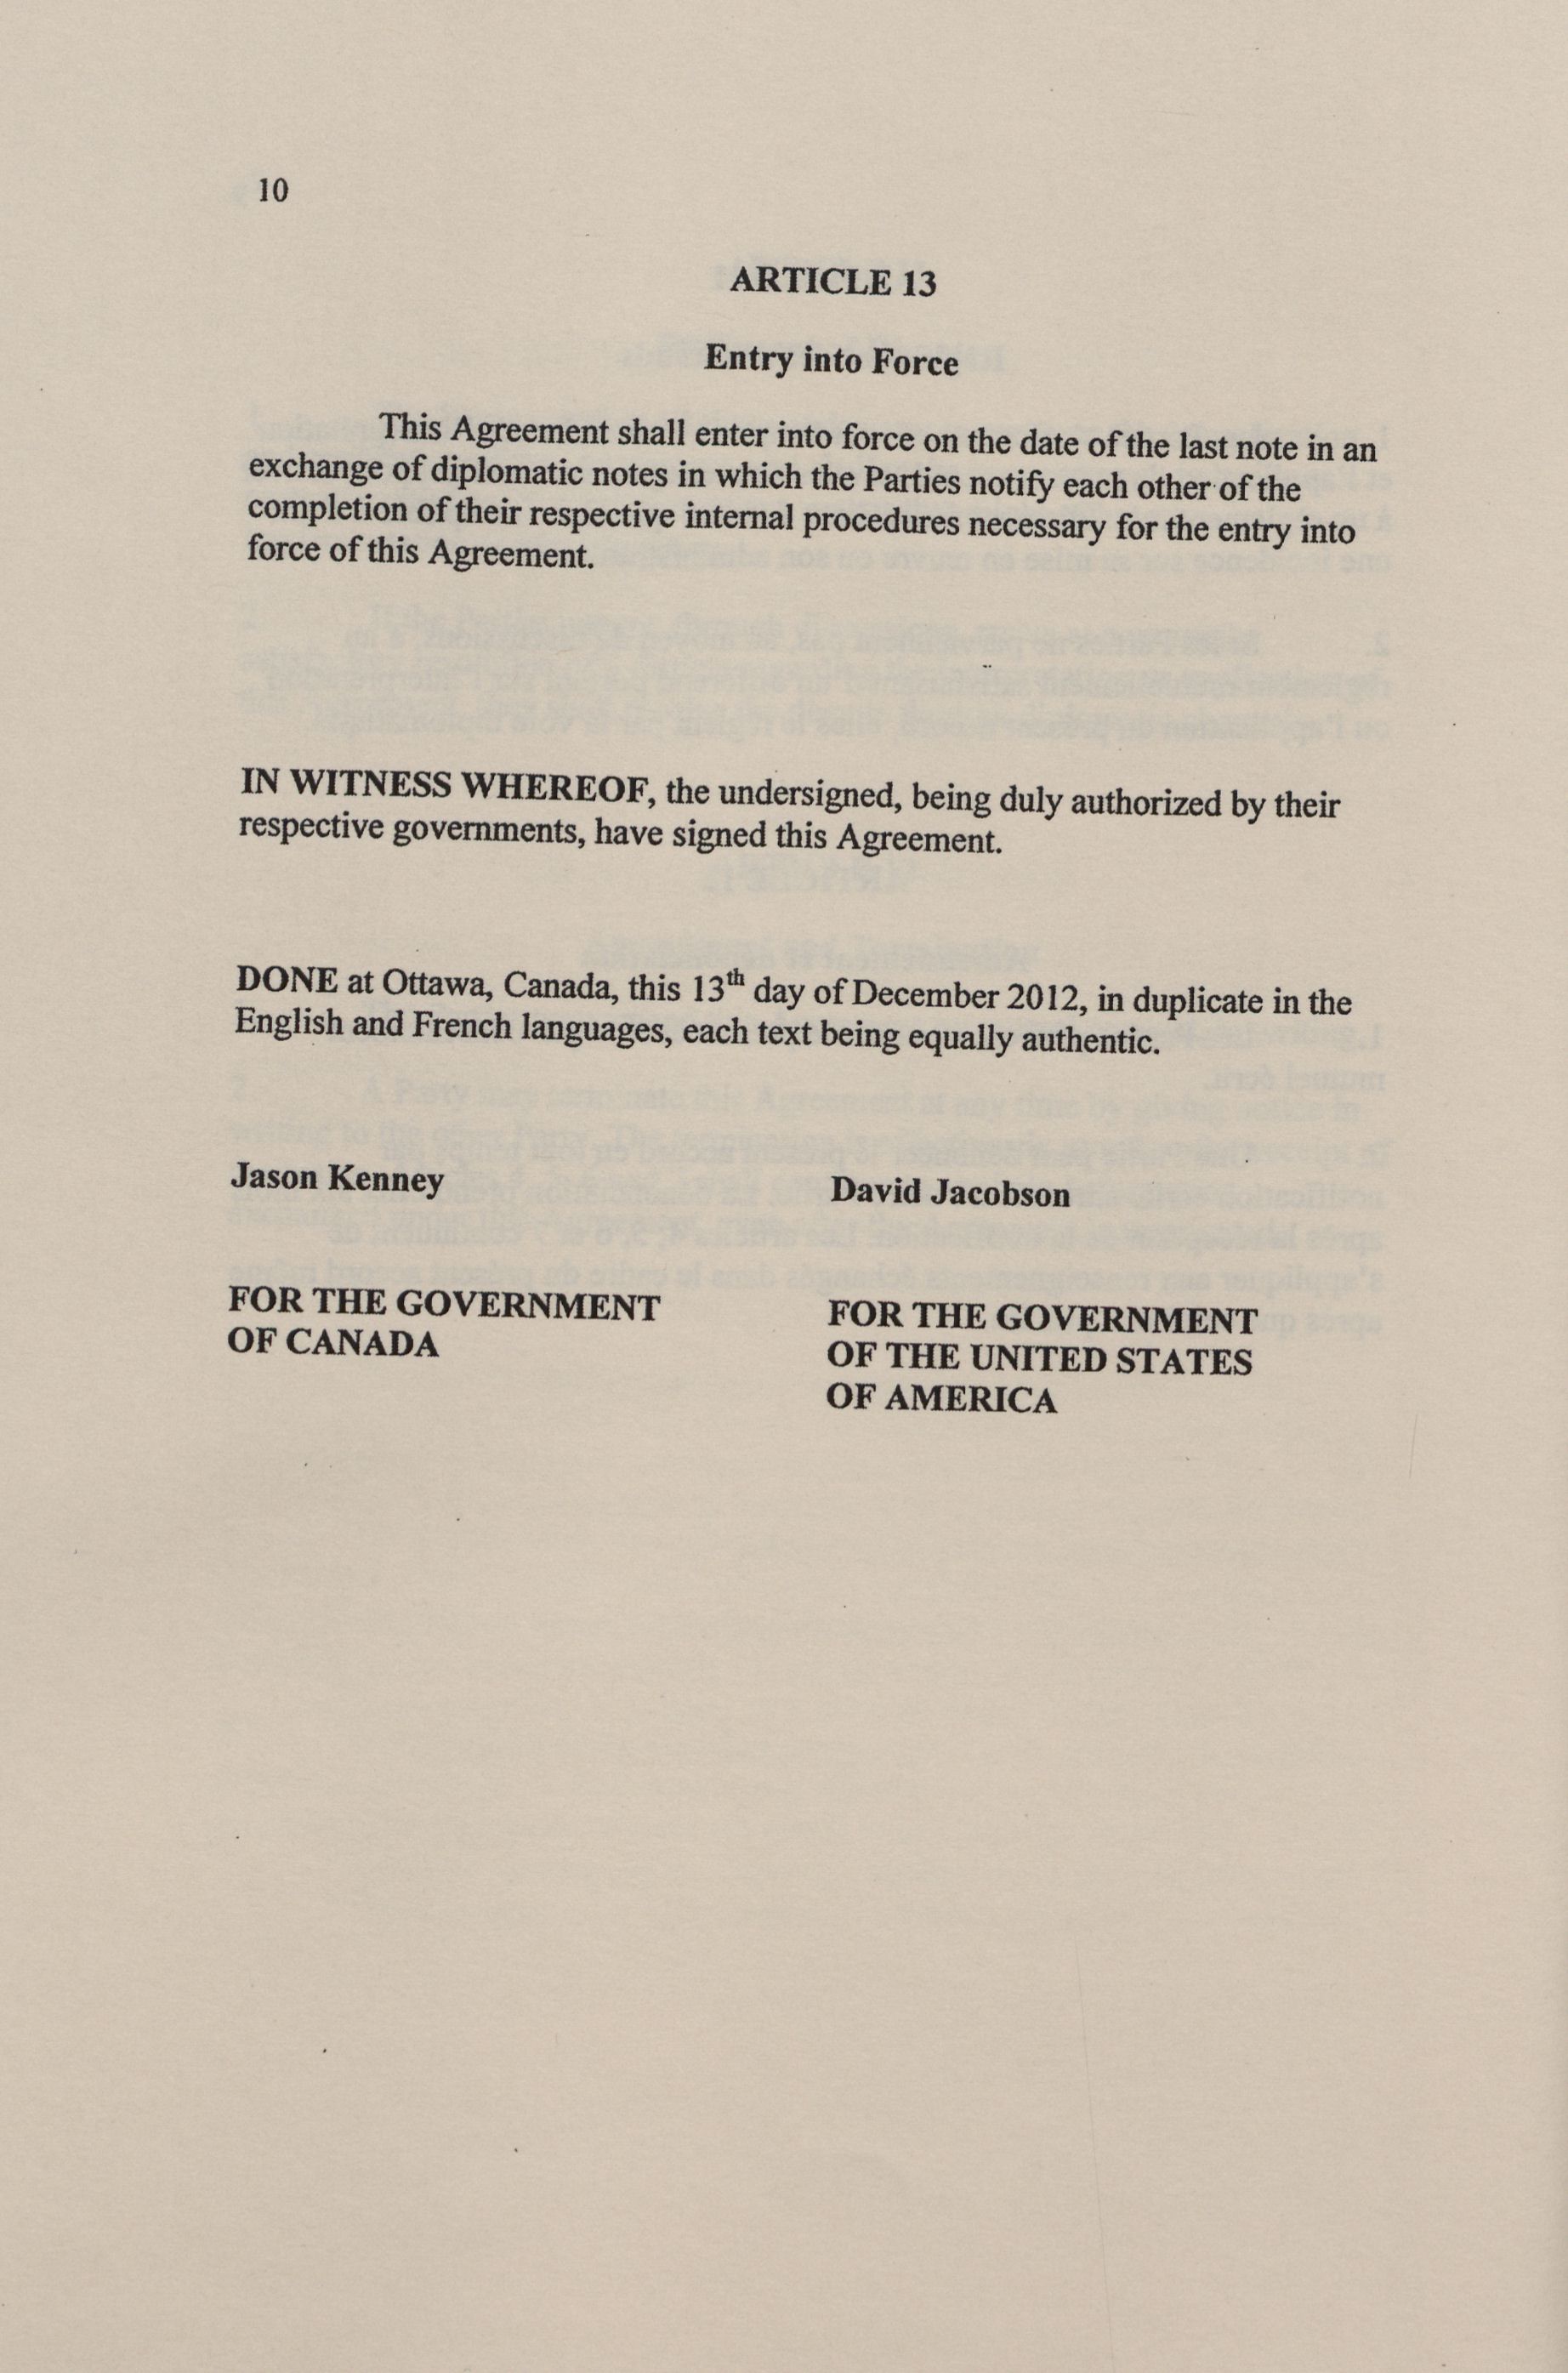 10
ARTICLE 13
Entry into Force
This Agreement shall enter into force on the date of the last note in an
exchange of diplomatic notes in which the Parties notify each other of the
completion of their respective internal procedures necessary for the entry into
force of this Agreement.
IN WITNESS WHEREOF, the undersigned, being duly authorized by their
respective governments, have signed this Agreement.
DONE at Ottawa, Canada, this 13th day of December 2012, in duplicate in the
English and French languages, each text being equally authentic.
Jason Kenney
David Jacobson
FOR THE GOVERNMENT
OF CANADA
FOR THE GOVERNMENT
OF THE UNITED STATES
OF AMERICA